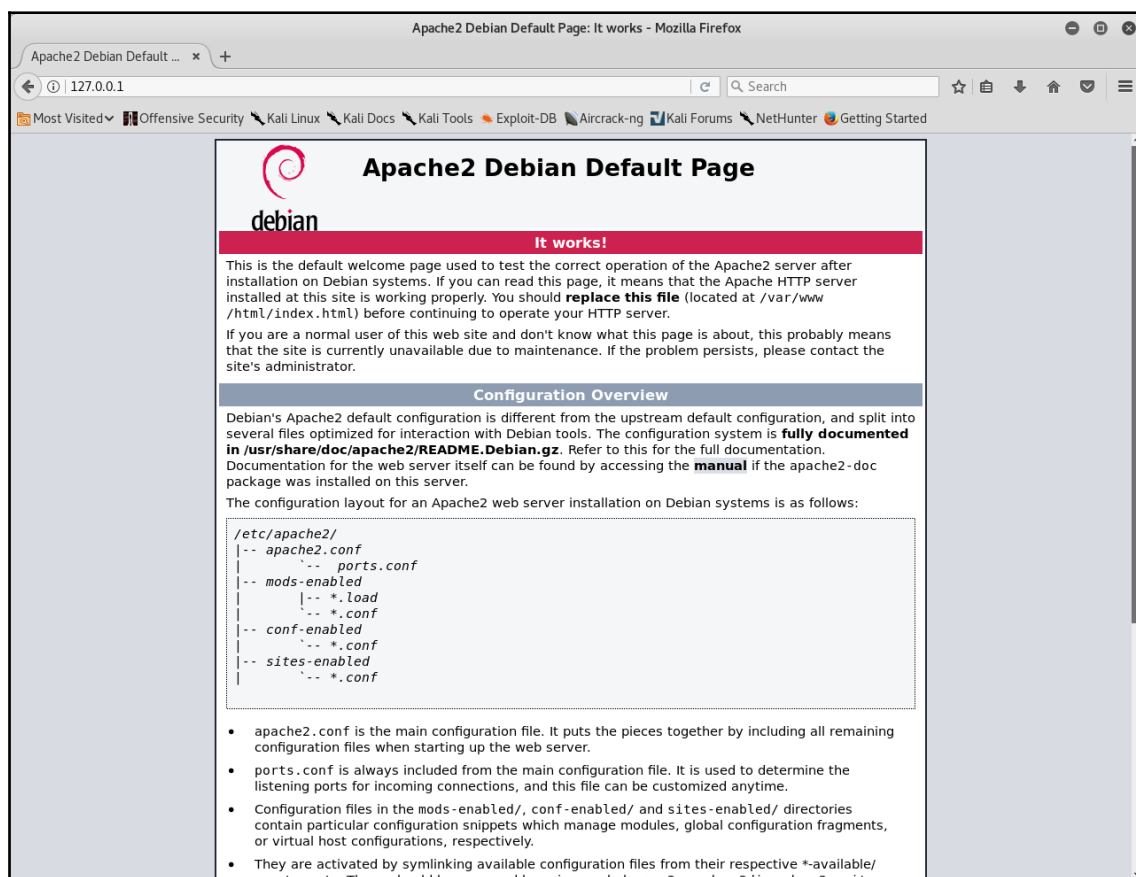 Apache2 Debian Default Page: It works - Mozilla Firefox
Apache2 Debian Default ...
127.0.0.1
Search
Most Visited
Offensive Security
Kali Linux
Kali Docs
Kali Tools
Exploit-DB
Aircrack-ng
Kali Forums
NetHunter
Getting Started
debian
Apache2 Debian Default Page
It works!
This is the default welcome page used to test the correct operation of the Apache2 server after
installation on Debian systems. If you can read this page, it means that the Apache HTTP server
installed at this site is working properly. You should replace this file (located at /var/www
/html/index.html) before continuing to operate your HTTP server.
If you are a normal user of this web site and don't know what this page is about, this probably means
that the site is currently unavailable due to maintenance. If the problem persists, please contact the
site's administrator.
Configuration Overview
Debian's Apache2 default configuration is different from the upstream default configuration, and split into
several files optimized for interaction with Debian tools. The configuration system is fully documented
in /usr/share/doc/apache2/README.Debian.gz. Refer to this for the full documentation.
Documentation for the web server itself can be found by accessing the manual if the apache2-doc
package was installed on this server.
The configuration layout for an Apache2 web server installation on Debian systems is as follows:
/etc/apache2/
|-- apache2.conf
|       `--  ports.conf
|-- mods-enabled
|       |-- *.load
|       `-- *.conf
|-- conf-enabled
|       `-- *.conf
|-- sites-enabled
|       `-- *.conf
• apache2.conf is the main configuration file. It puts the pieces together by including all remaining
configuration files when starting up the web server.
• ports.conf is always included from the main configuration file. It is used to determine the
listening ports for incoming connections, and this file can be customized anytime.
• Configuration files in the mods-enabled/, conf-enabled/ and sites-enabled/ directories
contain particular configuration snippets which manage modules, global configuration fragments,
or virtual host configurations, respectively.
• They are activated by symlinking available configuration files from their respective *-available/